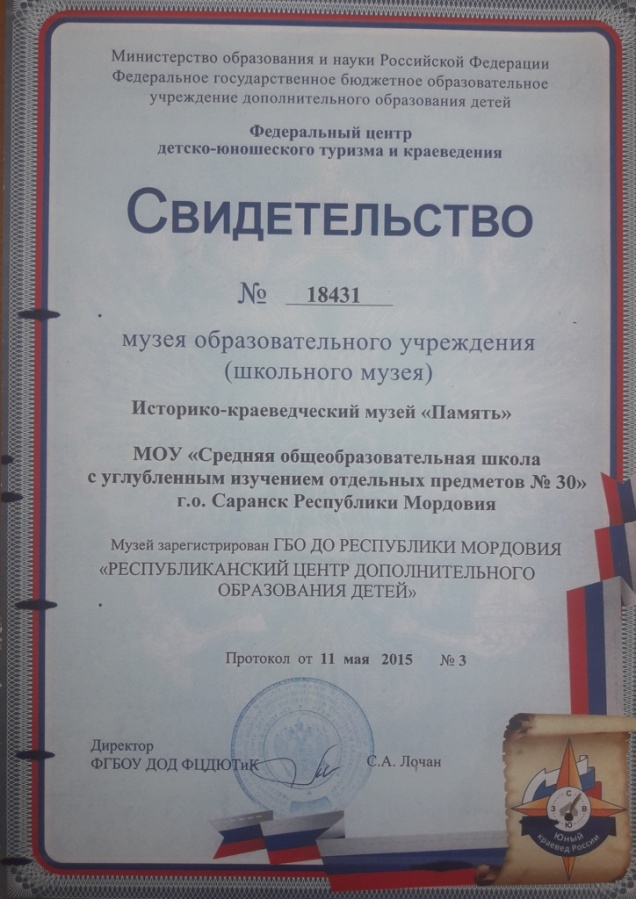 Министерство образования и науки Российской Федерации
Федеральное государственное бюджетное образовательное
учреждение дополнительного образования детей
Федеральный центр
детско-юношеского туризма и краеведения
Свидетельство
№ 18431
музея образовательного учреждения
(школьного музея)
Историко-краеведческий музей «Память»
МОУ «Средняя общеобразовательная школа
с углубленным изучением отдельных предметов № 30»
г.о. Саранск Республики Мордовия
Музей зарегистрирован ГБО ДО РЕСПУБЛИКИ МОРДОВИЯ
«РЕСПУБЛИКАНСКИЙ ЦЕНТР ДОПОЛНИТЕЛЬНОГО
ОБРАЗОВАНИЯ ДЕТЕЙ»
Протокол от 11 мая 2015 № 3
Директор
ФГБОУ ДОД ФЦДЮТиК С.А. Лочан
С
З В
Ю
Юный
краевед России